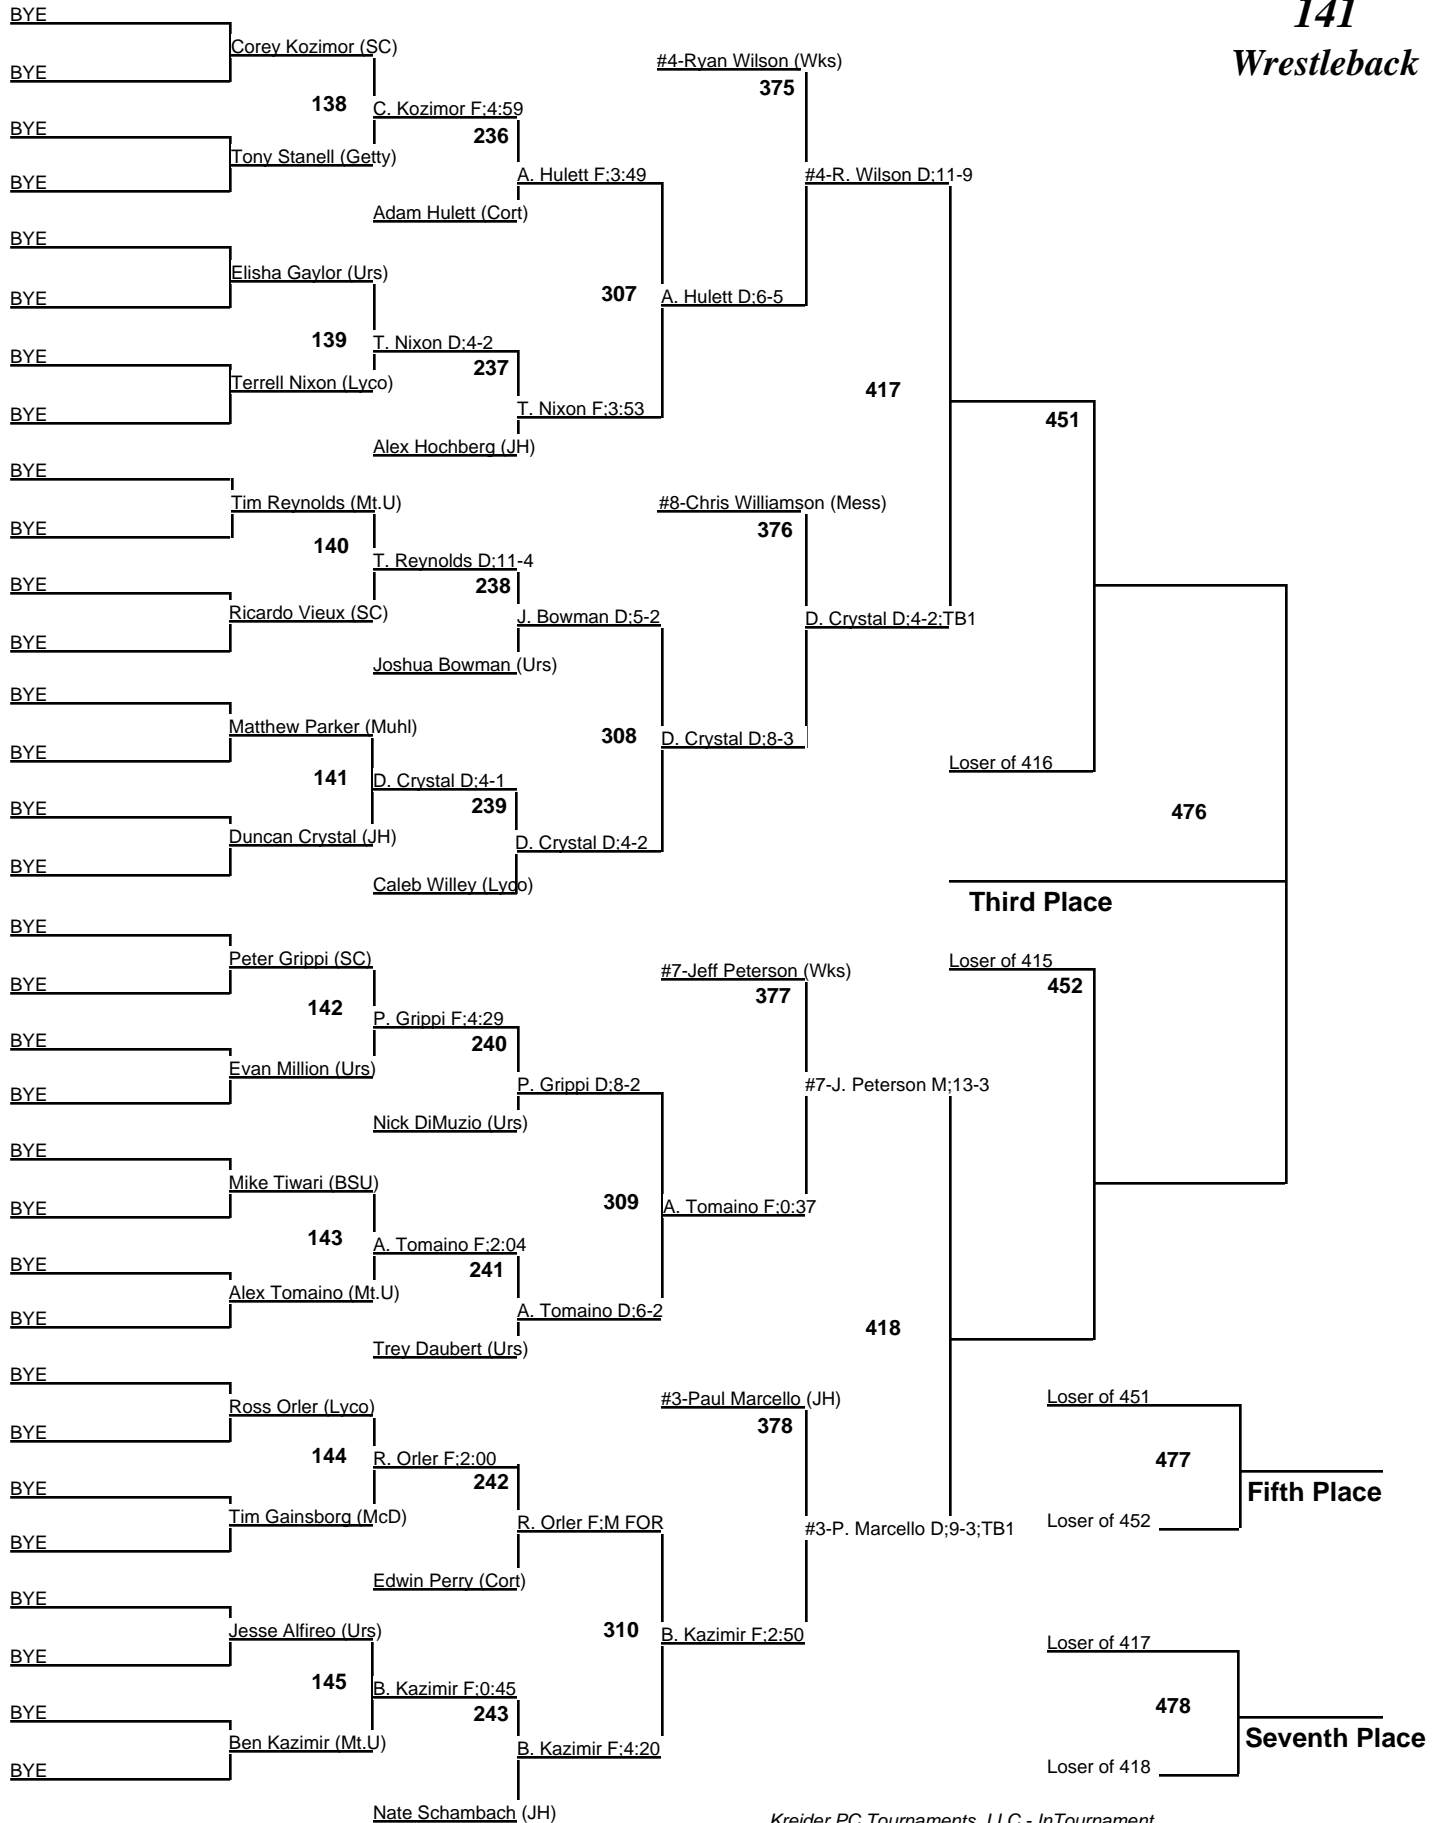 141
Wrestleback
BYE
Corey Kozimor (SC)
BYE
138
C. Kozimor F;4:59
BYE
236
Tony Stanell (Getty)
BYE
A. Hulett F;3:49
Adam Hulett (Cort)
#4-Ryan Wilson (Wks)
375
#4-R. Wilson D;11-9
BYE
Elisha Gaylor (Urs)
BYE
307
A. Hulett D;6-5
139
T. Nixon D;4-2
BYE
237
Terrell Nixon (Lyco)
BYE
T. Nixon F;3:53
Alex Hochberg (JH)
417
451
BYE
Tim Reynolds (Mt.U)
BYE
140
T. Reynolds D;11-4
BYE
238
Ricardo Vieux (SC)
BYE
J. Bowman D;5-2
Joshua Bowman (Urs)
#8-Chris Williamson (Mess)
376
D. Crystal D;4-2;TB1
BYE
Matthew Parker (Muhl)
BYE
308
D. Crystal D;8-3
141
D. Crystal D;4-1
BYE
239
Duncan Crystal (JH)
BYE
D. Crystal D;4-2
Caleb Willey (Lyco)
Loser of 416
476
Third Place
BYE
Peter Grippi (SC)
BYE
142
P. Grippi F;4:29
BYE
240
Evan Million (Urs)
BYE
P. Grippi D;8-2
Nick DiMuzio (Urs)
#7-Jeff Peterson (Wks)
377
#7-J. Peterson M;13-3
Loser of 415
452
BYE
Mike Tiwari (BSU)
BYE
309
A. Tomaino F;0:37
143
A. Tomaino F;2:04
BYE
241
Alex Tomaino (Mt.U)
BYE
A. Tomaino D;6-2
Trey Daubert (Urs)
418
BYE
Ross Orler (Lyco)
BYE
144
R. Orler F;2:00
BYE
242
Tim Gainsborg (McD)
BYE
R. Orler F;M FOR
Edwin Perry (Cort)
#3-Paul Marcello (JH)
378
#3-P. Marcello D;9-3;TB1
Loser of 451
477
Fifth Place
Loser of 452
BYE
Jesse Alfireo (Urs)
BYE
310
B. Kazimir F;2:50
145
B. Kazimir F;0:45
BYE
243
Ben Kazimir (Mt.U)
BYE
B. Kazimir F;4:20
Nate Schambach (JH)
Loser of 417
478
Seventh Place
Loser of 418
Kreider PC Tournaments, LLC - InTournament